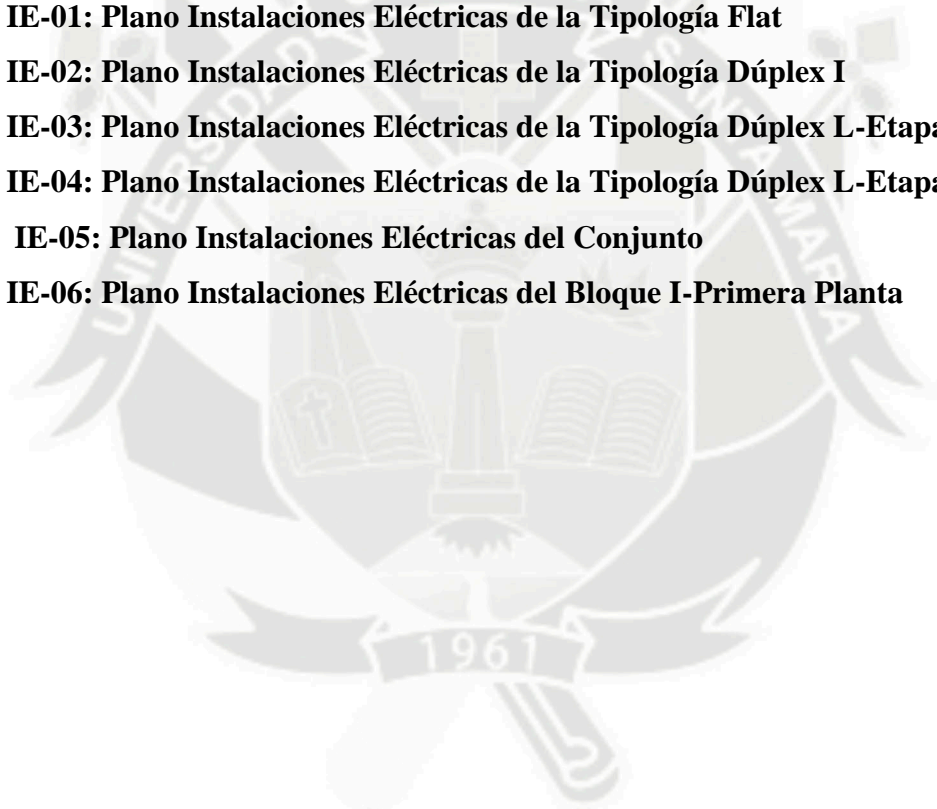 IE-01: Plano Instalaciones Eléctricas de la Tipología Flat
IE-02: Plano Instalaciones Eléctricas de la Tipología Dúplex I
IE-03: Plano Instalaciones Eléctricas de la Tipología Dúplex L-Etapa
IE-04: Plano Instalaciones Eléctricas de la Tipología Dúplex L-Etapa
IE-05: Plano Instalaciones Eléctricas del Conjunto
IE-06: Plano Instalaciones Eléctricas del Bloque I-Primera Planta
1961